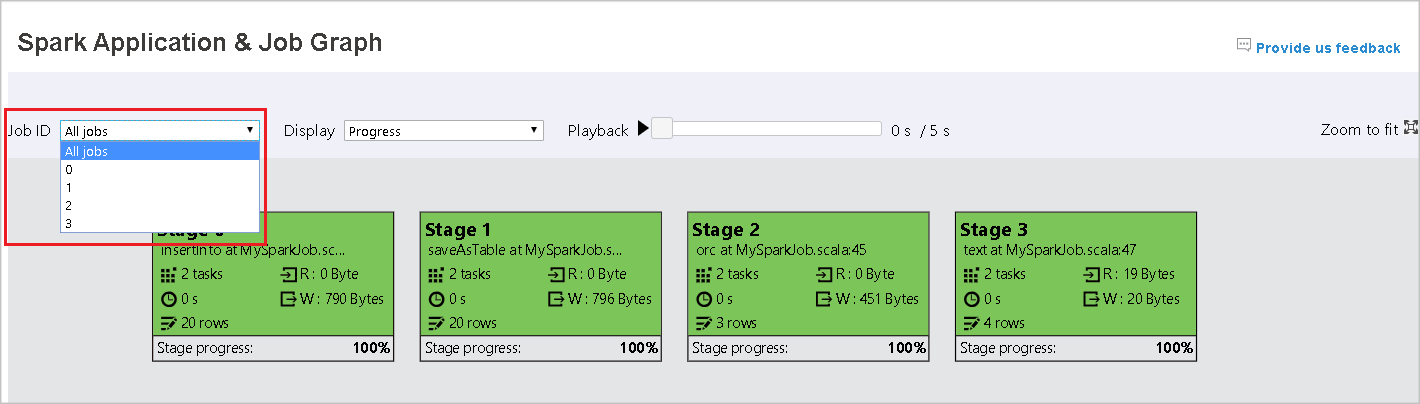 Spark Application & Job Graph
Provide us feedback
Job ID All jobs Display Progress Playback 0 s / 5 s Zoom to fit
All jobs
0
1
2
3
Stage
insertInto at MySparkJob.sc...
2 tasks R : 0 Byte
0 s W : 790 Bytes
20 rows
Stage progress: 100%
Stage 1
saveAsTable at MySparkJob.s...
2 tasks R : 0 Byte
0 s W : 796 Bytes
20 rows
Stage progress: 100%
Stage 2
orc at MySparkJob.scala:45
2 tasks R : 0 Byte
0 s W : 451 Bytes
3 rows
Stage progress: 100%
Stage 3
text at MySparkJob.scala:47
2 tasks R : 19 Bytes
0 s W : 20 Bytes
4 rows
Stage progress: 100%